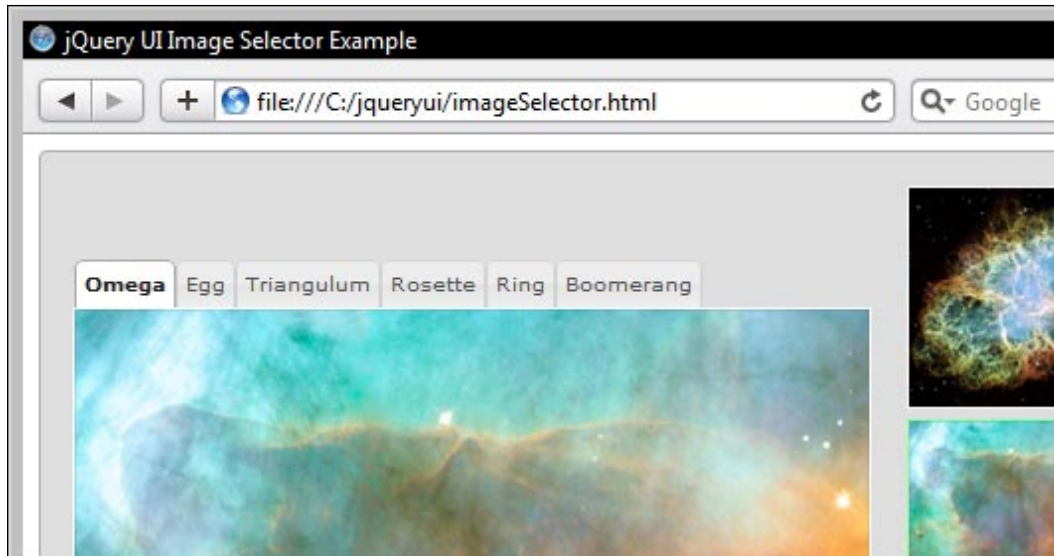 jQuery UI Image Selector Example
file:///C:/jqueryui/imageSelector.html Google
Omega Egg Triangulum Rosette Ring Boomerang